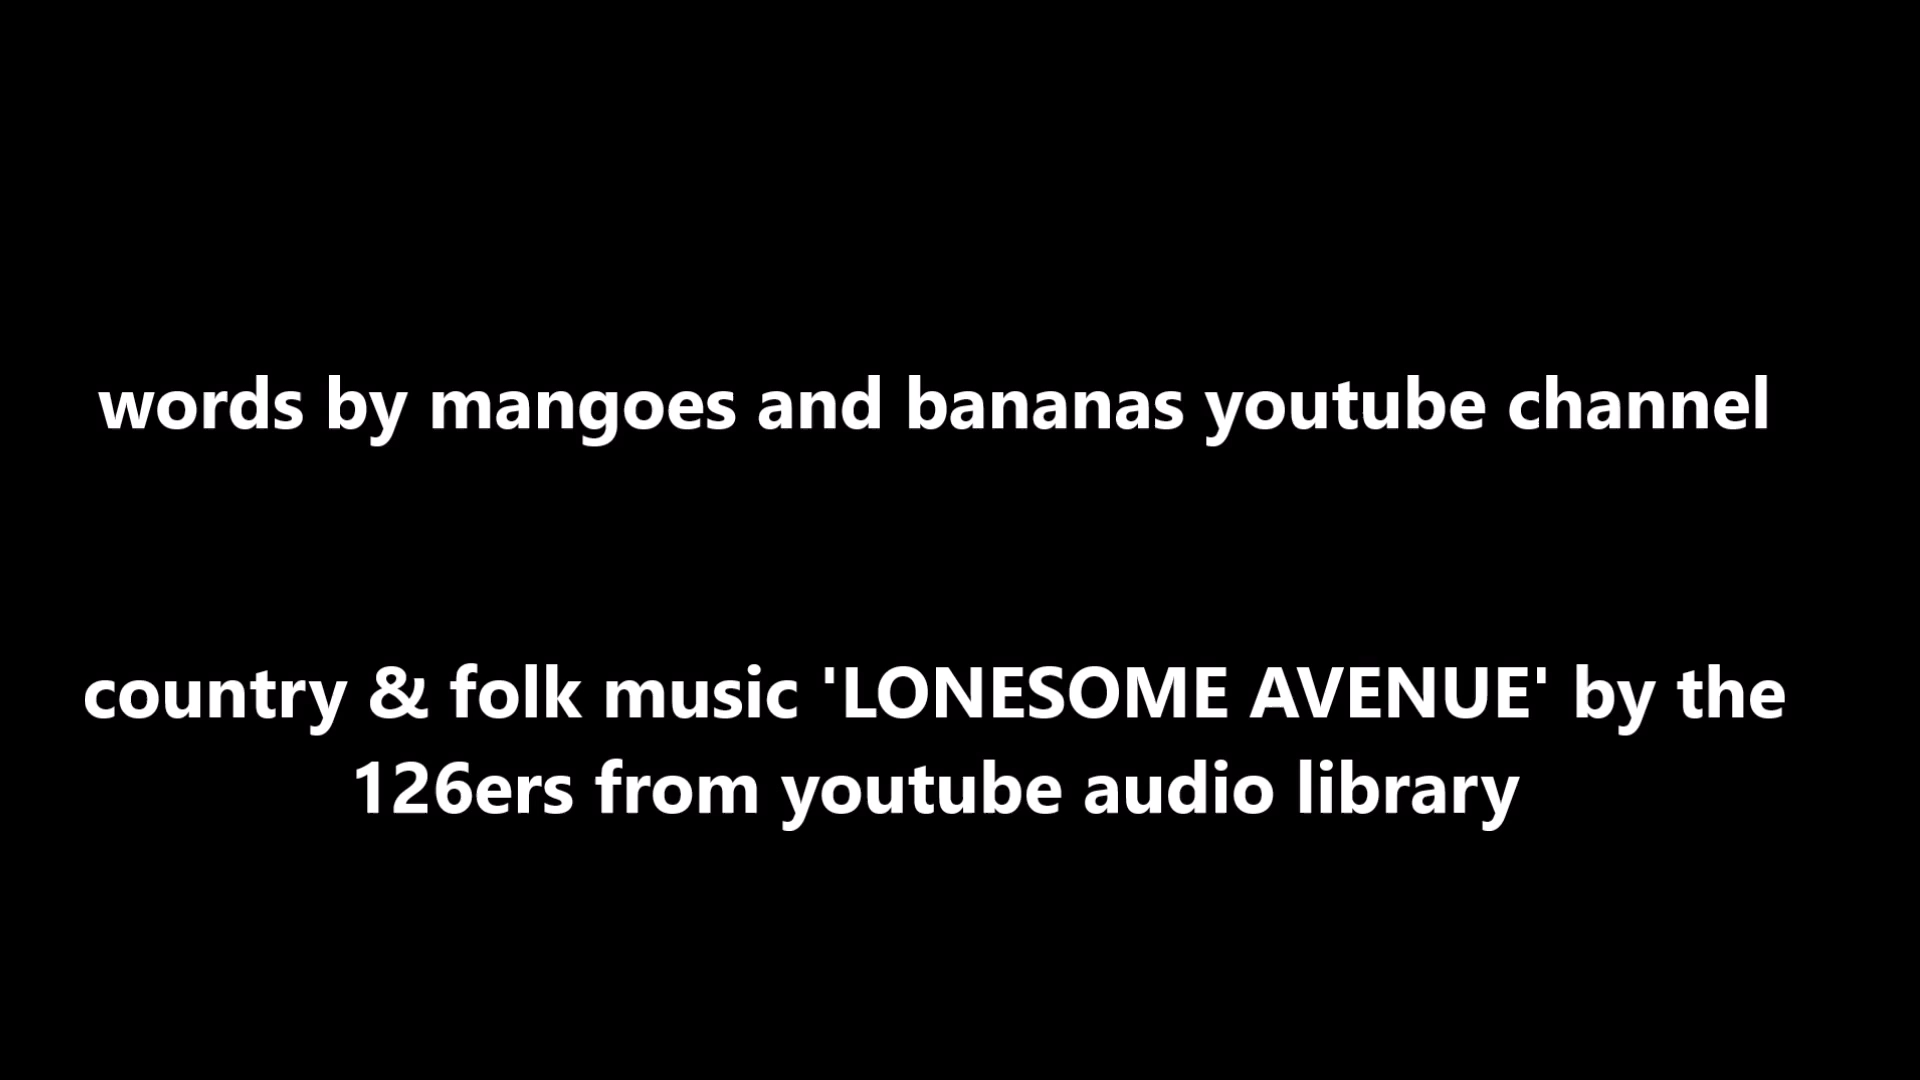 words by mangoes and bananas youtube channel
country & folk music 'LONESOME AVENUE' by the
126ers from youtube audio library